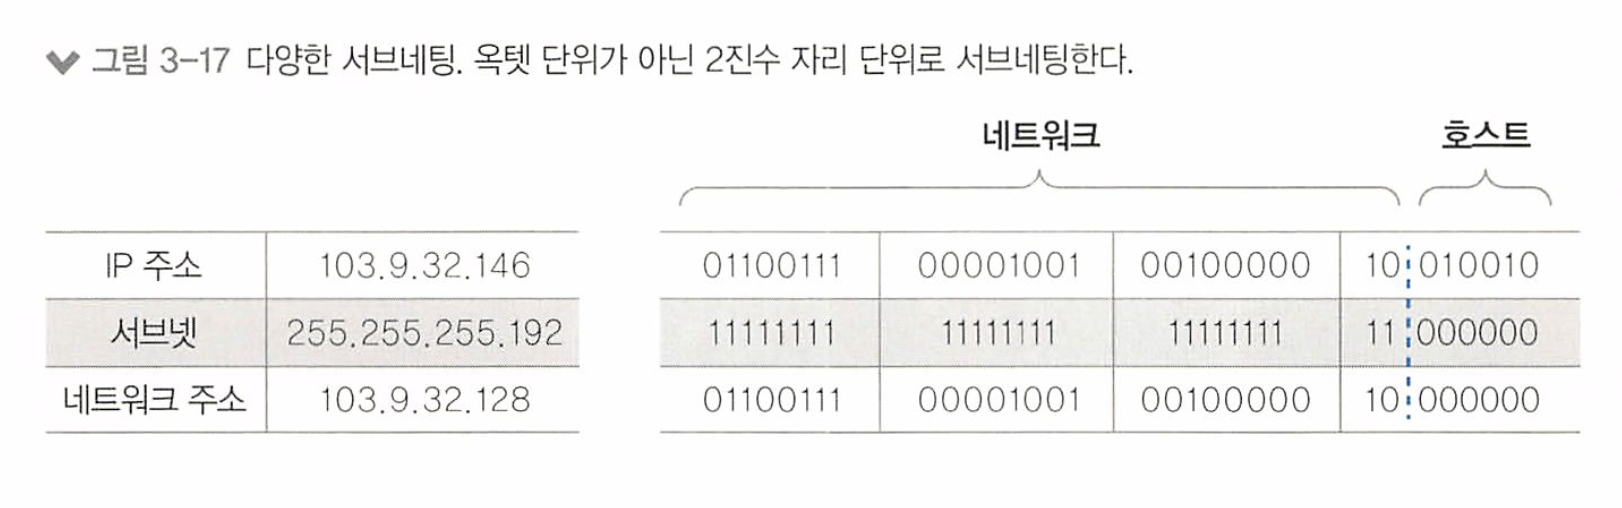 그림 3-17 다양한 서브네팅. 옥텟 단위가 아닌 2진수 자리 단위로 서브네팅한다.
네트워크 호스트
IP 주소 103.9.32.146 01100111 00001001 00100000 10 010010
서브넷 255.255.255.192 11111111 11111111 11111111 11 000000
네트워크 주소 103.9.32.128 01100111 00001001 00100000 10 000000